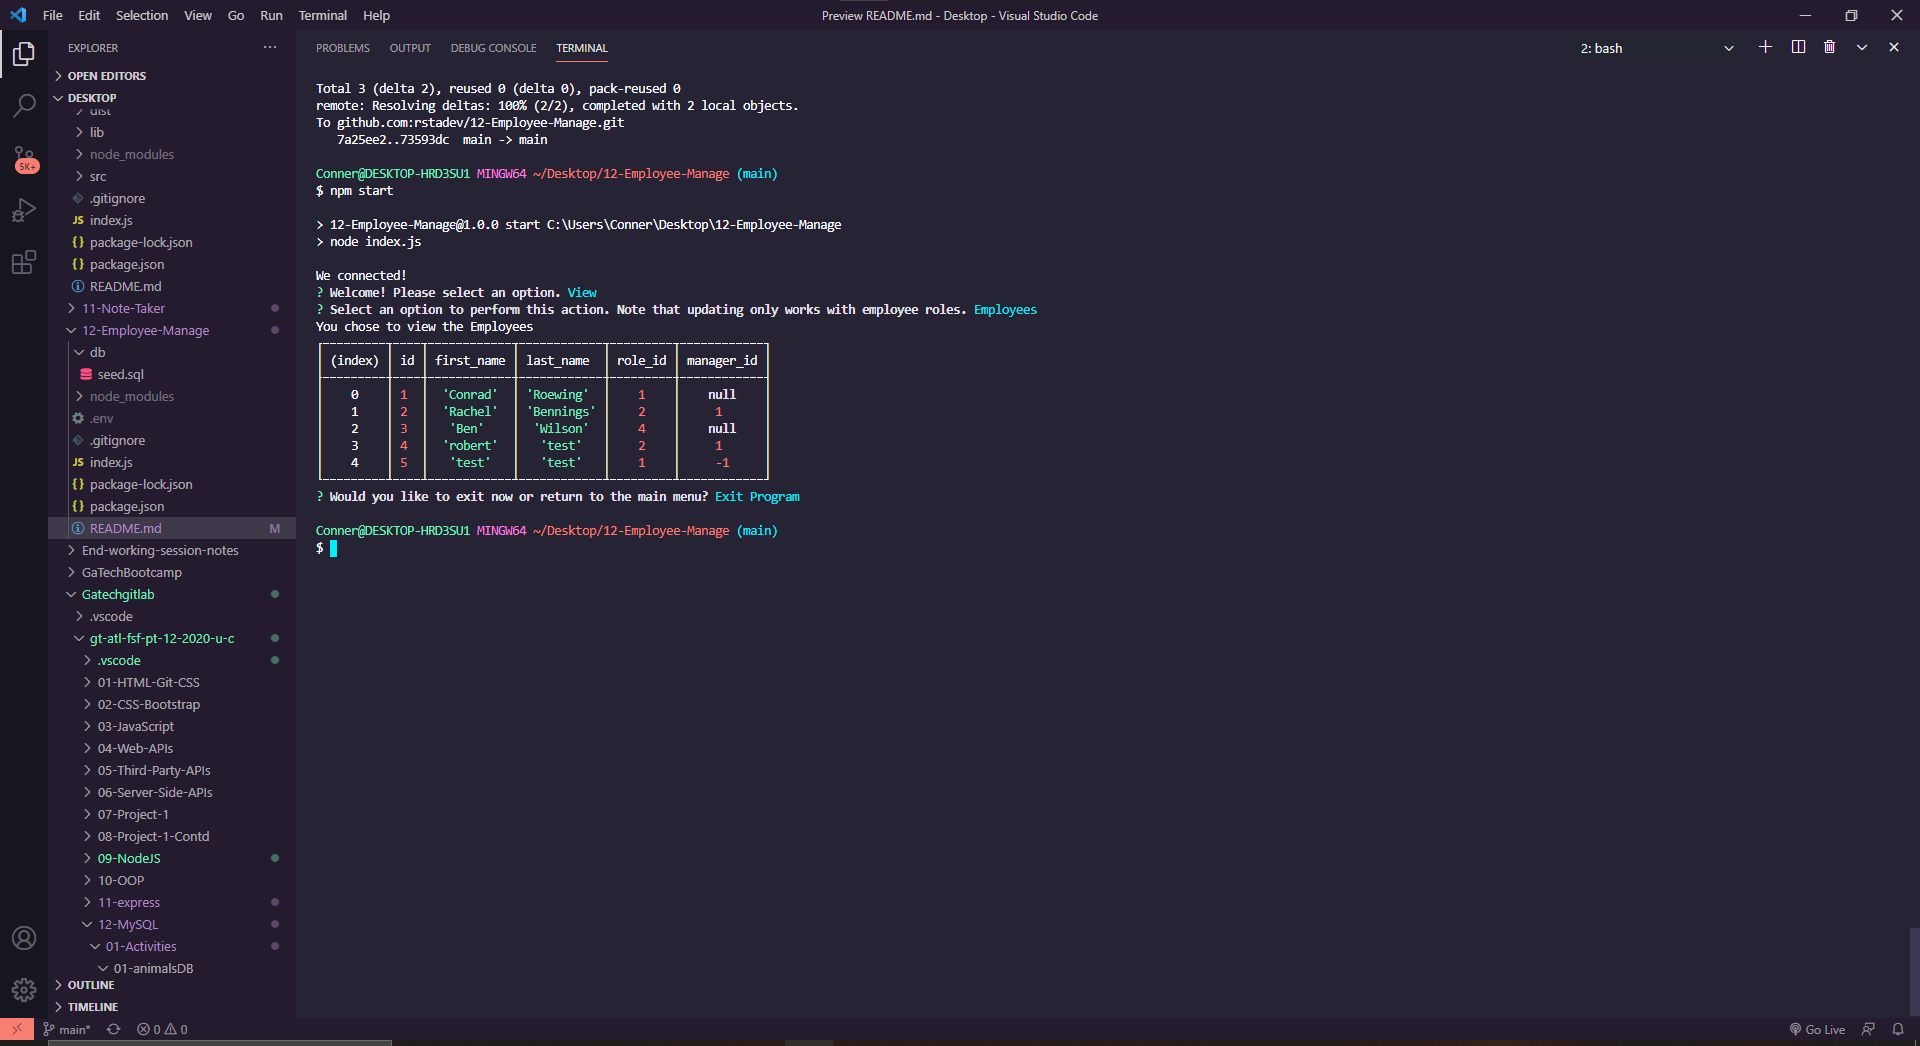 File Edit Selection View Go Run Terminal Help
Preview README.md - Desktop - Visual Studio Code
EXPLORER
OPEN EDITORS
DESKTOP
dist
lib
node_modules
src
.gitignore
JS index.js
{} package-lock.json
{} package.json
README.md
11-Note-Taker
12-Employee-Manage
db
seed.sql
node_modules
.env
.gitignore
JS index.js
{} package-lock.json
{} package.json
README.md M
End-working-session-notes
GaTechBootcamp
Gatechgitlab
.vscode
gt-atl-fsf-pt-12-2020-u-c
.vscode
01-HTML-Git-CSS
02-CSS-Bootstrap
03-JavaScript
04-Web-APIs
05-Third-Party-APIs
06-Server-Side-APIs
07-Project-1
08-Project-1-Contd
09-NodeJS
10-OOP
11-express
12-MySQL
01-Activities
01-animalsDB
OUTLINE
TIMELINE
5K+
PROBLEMS OUTPUT DEBUG CONSOLE TERMINAL
2: bash
Total 3 (delta 2), reused 0 (delta 0), pack-reused 0
remote: Resolving deltas: 100% (2/2), completed with 2 local objects.
To github.com:rstadev/12-Employee-Manage.git
7a25ee2..73593dc main -> main
Conner@DESKTOP-HRD3SU1 MINGW64 ~/Desktop/12-Employee-Manage (main)
$ npm start
> 12-Employee-Manage@1.0.0 start C:\Users\Conner\Desktop\12-Employee-Manage
> node index.js
We connected!
? Welcome! Please select an option. View
? Select an option to perform this action. Note that updating only works with employee roles. Employees
You chose to view the Employees
(index) id first_name last_name role_id manager_id
0 1 'Conrad' 'Roewing' 1 null
1 2 'Rachel' 'Bennings' 2 1
2 3 'Ben' 'Wilson' 4 null
3 4 'robert' 'test' 2 1
4 5 'test' 'test' 1 -1
? Would you like to exit now or return to the main menu? Exit Program
Conner@DESKTOP-HRD3SU1 MINGW64 ~/Desktop/12-Employee-Manage (main)
$
main* 0 0
Go Live